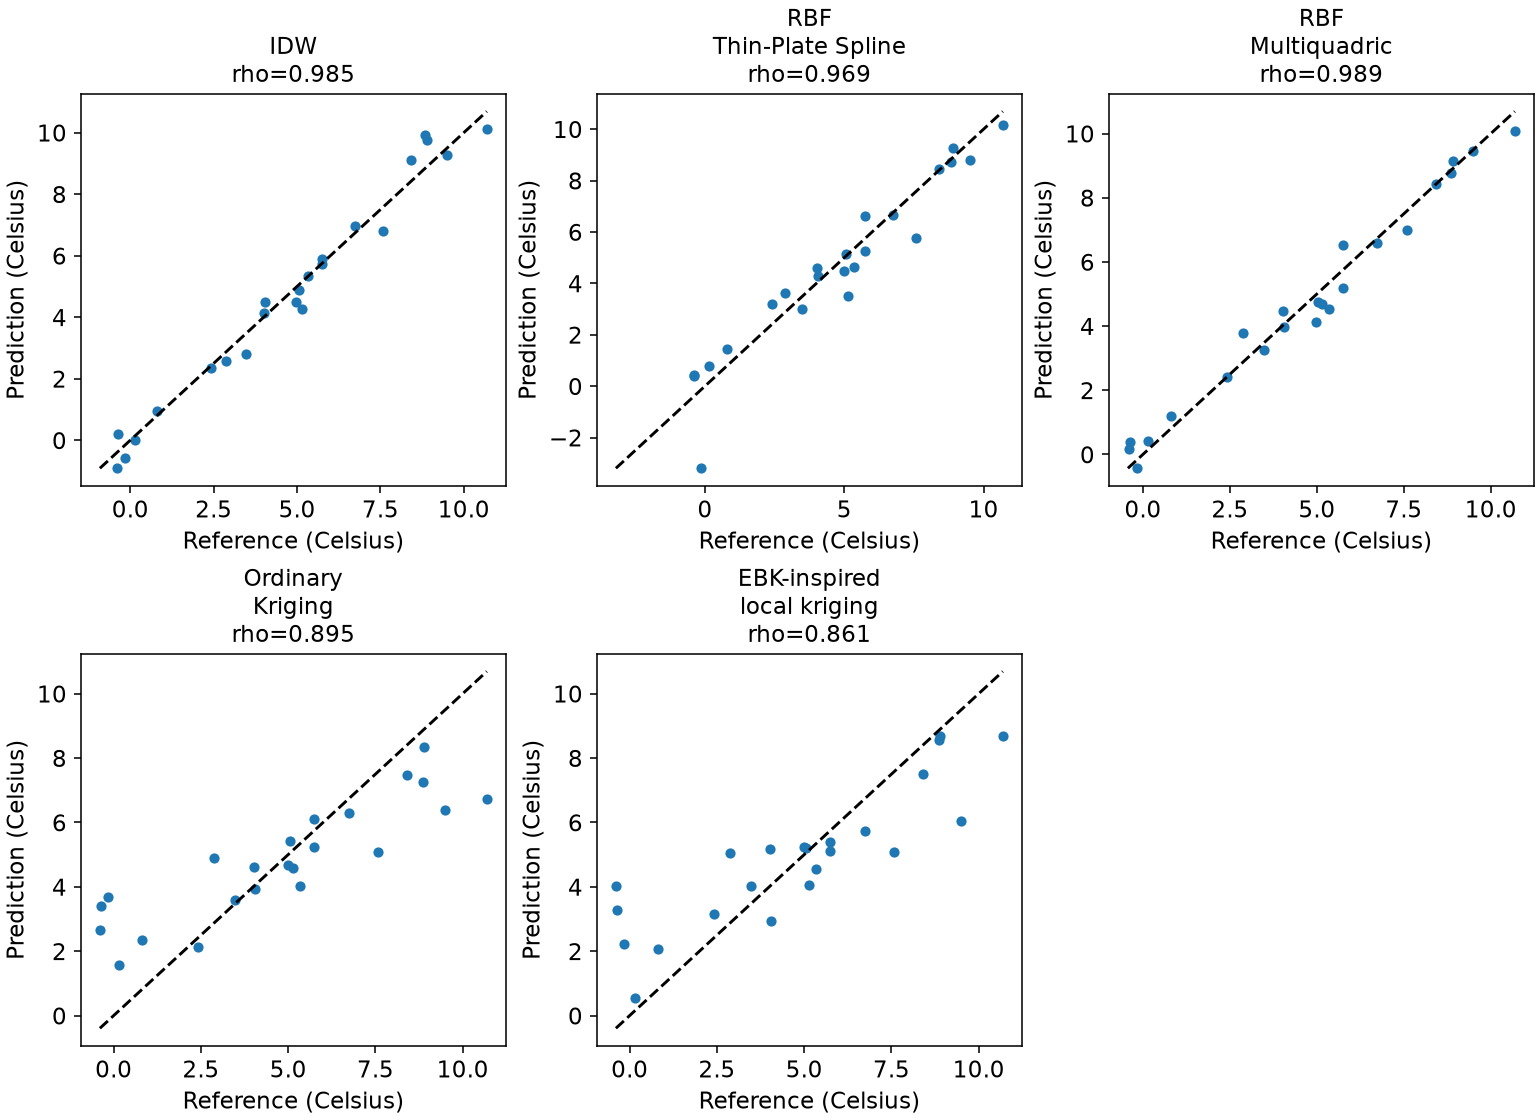 IDW
rho=0.985
Prediction (Celsius)
10
8
6
4
2
0
0.0 2.5 5.0 7.5 10.0
Reference (Celsius)
RBF
Thin-Plate Spline
rho=0.969
Prediction (Celsius)
10
8
6
4
2
0
−2
0 5 10
Reference (Celsius)
RBF
Multiquadric
rho=0.989
Prediction (Celsius)
10
8
6
4
2
0
0.0 2.5 5.0 7.5 10.0
Reference (Celsius)
Ordinary
Kriging
rho=0.895
Prediction (Celsius)
10
8
6
4
2
0
0.0 2.5 5.0 7.5 10.0
Reference (Celsius)
EBK-inspired
local kriging
rho=0.861
Prediction (Celsius)
10
8
6
4
2
0
0.0 2.5 5.0 7.5 10.0
Reference (Celsius)